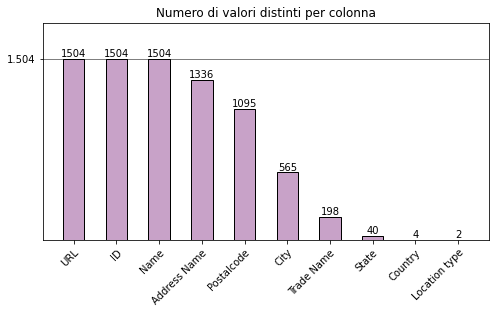 Numero di valori distinti per colonna
1.504
1504 1504 1504
1336
1095
565
198
40
4
2
URL
ID
Name
Address Name
Postalcode
City
Trade Name
State
Country
Location type